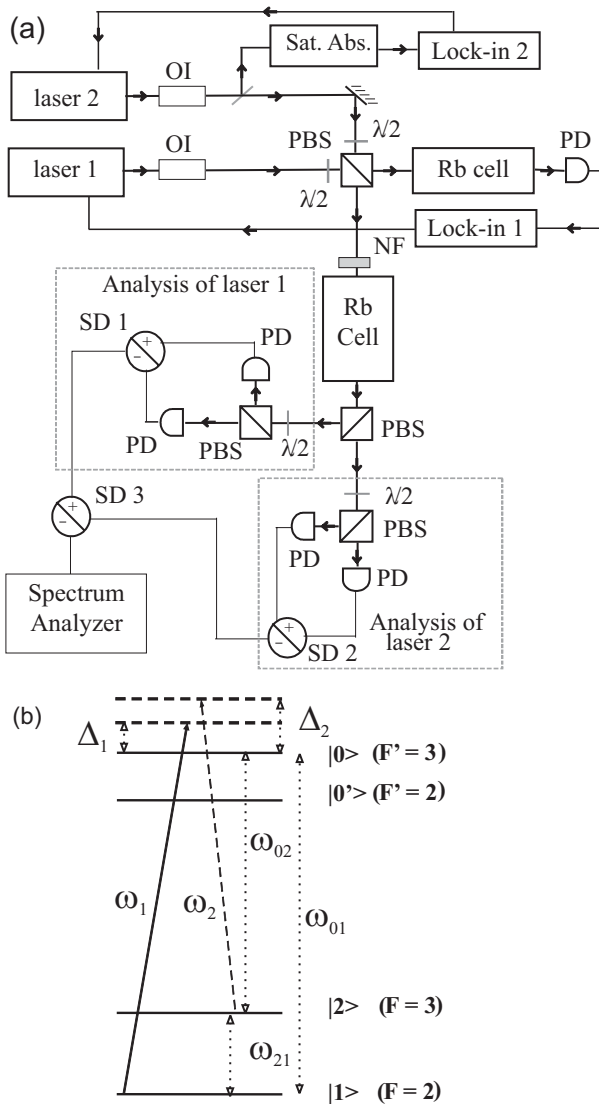 (a)
Sat. Abs.
Lock-in 2
OI
laser 2
λ/2
PBS
PD
OI
laser 1
Rb cell
λ/2
Lock-in 1
NF
Analysis of laser 1
Rb
Cell
SD 1
+
-
PD
PD
PBS
λ/2
PBS
SD 3
+
-
λ/2
PBS
PD
PD
Spectrum
Analyzer
+
-
SD 2
Analysis of
laser 2
(b)
Δ1
Δ2
|0> (F' = 3)
|0'> (F' = 2)
ω02
ω1
ω2
ω01
|2> (F = 3)
ω21
|1> (F = 2)